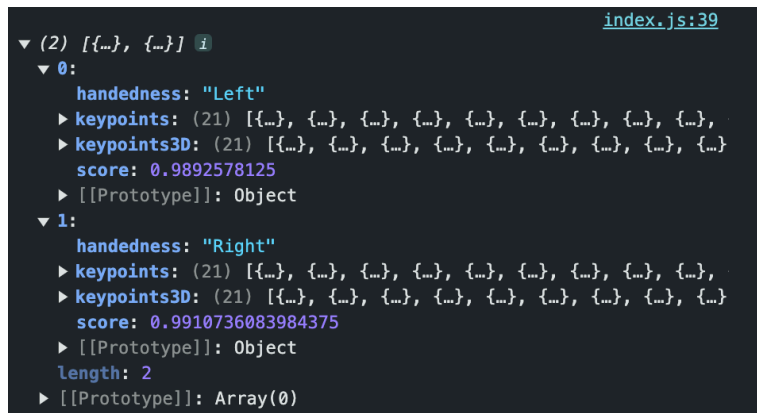 index.js:39
▼ (2) [{…}, {…}] i
▼ 0:
handedness: "Left"
▶ keypoints: (21) [{…}, {…}, {…}, {…}, {…}, {…}, {…}, {…},
▶ keypoints3D: (21) [{…}, {…}, {…}, {…}, {…}, {…}, {…}, {…}
score: 0.9892578125
▶ [[Prototype]]: Object
▼ 1:
handedness: "Right"
▶ keypoints: (21) [{…}, {…}, {…}, {…}, {…}, {…}, {…}, {…},
▶ keypoints3D: (21) [{…}, {…}, {…}, {…}, {…}, {…}, {…}, {…}
score: 0.9910736083984375
▶ [[Prototype]]: Object
length: 2
▶ [[Prototype]]: Array(0)